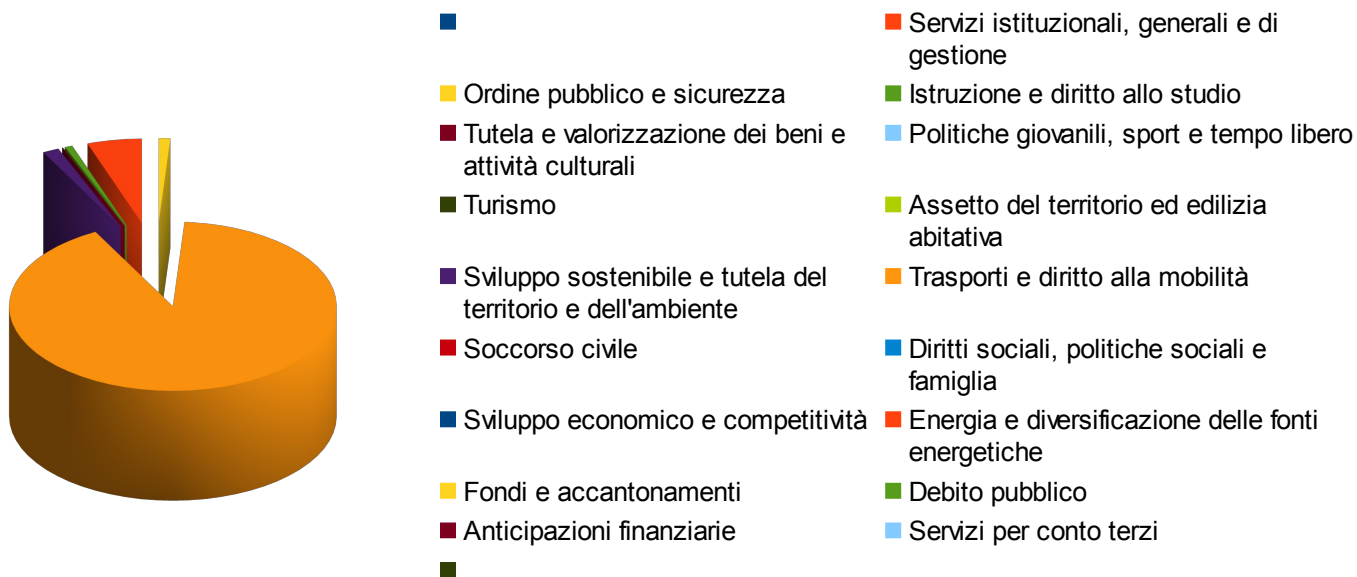 Servizi istituzionali, generali e di
gestione
Ordine pubblico e sicurezza
Istruzione e diritto allo studio
Tutela e valorizzazione dei beni e
attività culturali
Politiche giovanili, sport e tempo libero
Turismo
Assetto del territorio ed edilizia
abitativa
Sviluppo sostenibile e tutela del
territorio e dell'ambiente
Trasporti e diritto alla mobilità
Soccorso civile
Diritti sociali, politiche sociali e
famiglia
Sviluppo economico e competitività
Energia e diversificazione delle fonti
energetiche
Fondi e accantonamenti
Debito pubblico
Anticipazioni finanziarie
Servizi per conto terzi